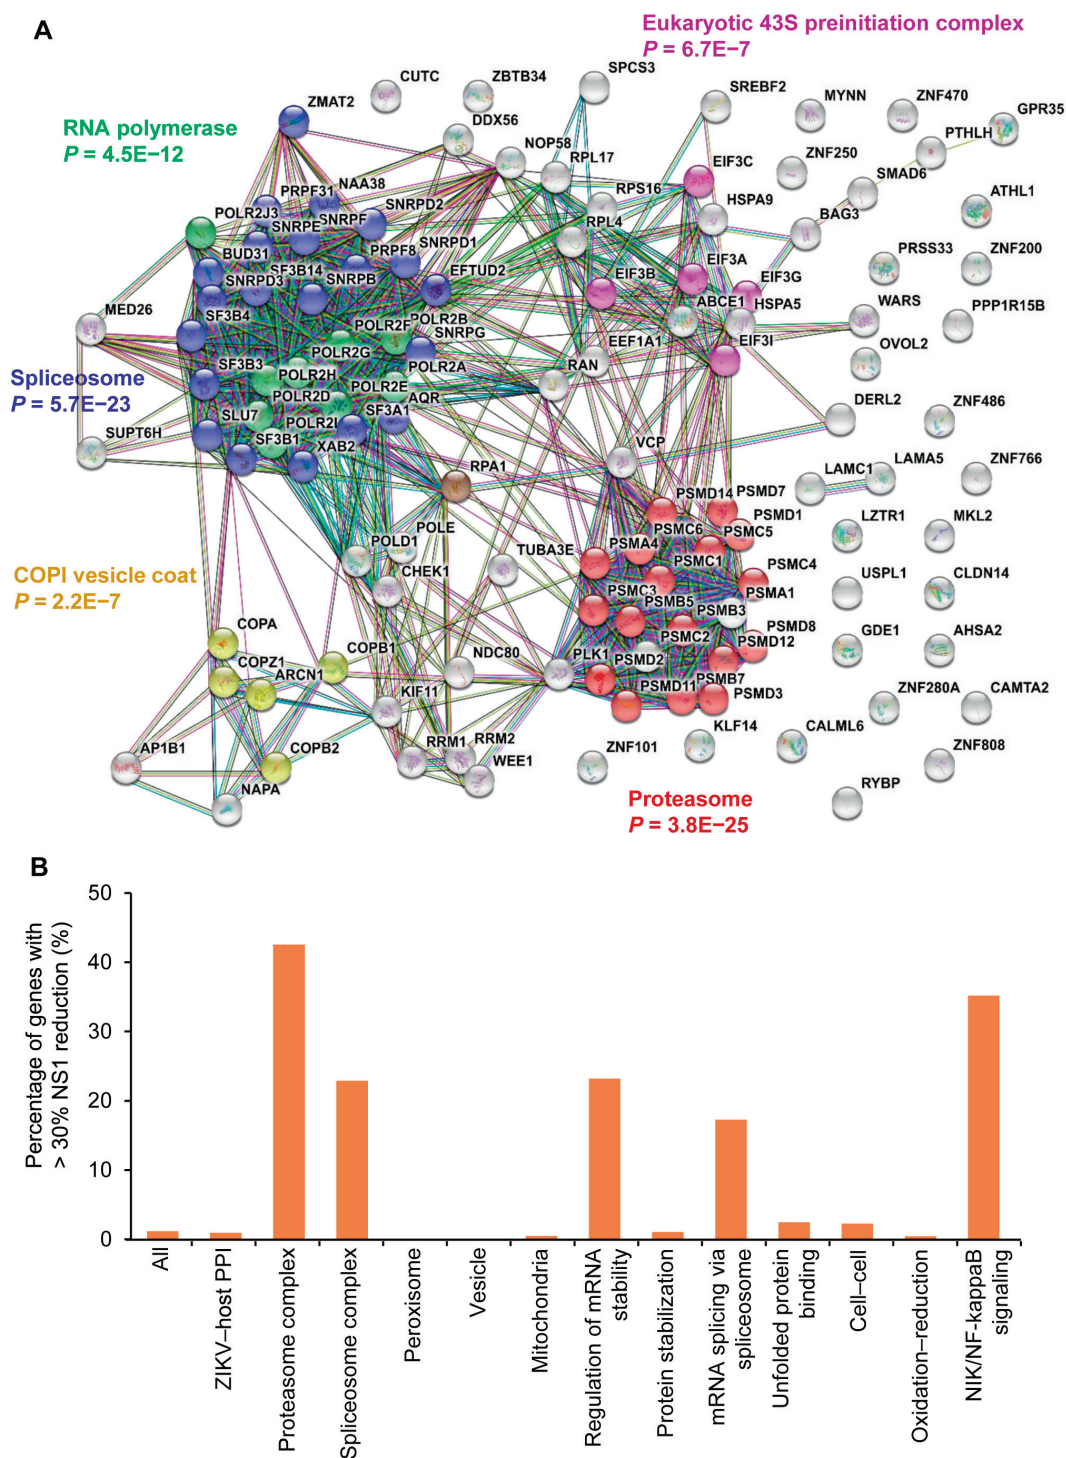 A
Eukaryotic 43S preinitiation complex
P = 6.7E−7
RNA polymerase
P = 4.5E−12
Spliceosome
P = 5.7E−23
COPI vesicle coat
P = 2.2E−7
Proteasome
P = 3.8E−25
CUTC
ZBTB34
SPCS3
ZMAT2
DDX56
SREBF2
MYNN
ZNF470
GPR35
PTHLH
NOP58
RPL17
EIF3C
ZNF250
SMAD6
ATHL1
PRPF31
NAA38
RPS16
HSPA9
BAG3
POLR2J3
SNRPE
SNRPF
SNRPD2
RPL4
BUD31
PRPF8
SNRPD1
PRSS33
ZNF200
SNRPD3
SF3B14
SNRPB
EFTUD2
EIF3B
EIF3A
EIF3G
ABCE1
HSPA5
WARS
PPP1R15B
MED26
SF3B4
POLR2F
POLR2B
SNRPG
EEF1A1
EIF3I
OVOL2
POLR2G
SF3B3
POLR2H
POLR2A
POLR2E
RAN
AQR
SLU7
POLR2D
SF3A1
DERL2
ZNF486
POLR2I
SUPT6H
SF3B1
XAB2
VCP
RPA1
LAMC1
LAMA5
ZNF766
PSMD14
PSMD7
PSMD1
POLE
POLD1
PSMC6
PSMC5
LZTR1
MKL2
PSMA4
TUBA3E
CHEK1
PSMC1
PSMC4
PSMC3
PSMA1
USPL1
CLDN14
PSMB5
PSMB3
PSMD8
COPA
COPB1
NDC80
PLK1
PSMC2
PSMD12
GDE1
AHSA2
COPZ1
ARCN1
PSMD2
PSMB7
KIF11
PSMD11
PSMD3
ZNF280A
CAMTA2
AP1B1
COPB2
RRM1
RRM2
WEE1
KLF14
CALML6
ZNF101
ZNF808
NAPA
RYBP
B
Percentage of genes with
> 30% NS1 reduction (%)
50
40
30
20
10
0
All
ZIKV–host PPI
Proteasome complex
Spliceosome complex
Peroxisome
Vesicle
Mitochondria
Regulation of mRNA
stability
Protein stabilization
mRNA splicing via
spliceosome
Unfolded protein
binding
Cell–cell
Oxidation–reduction
NIK/NF-kappaB
signaling